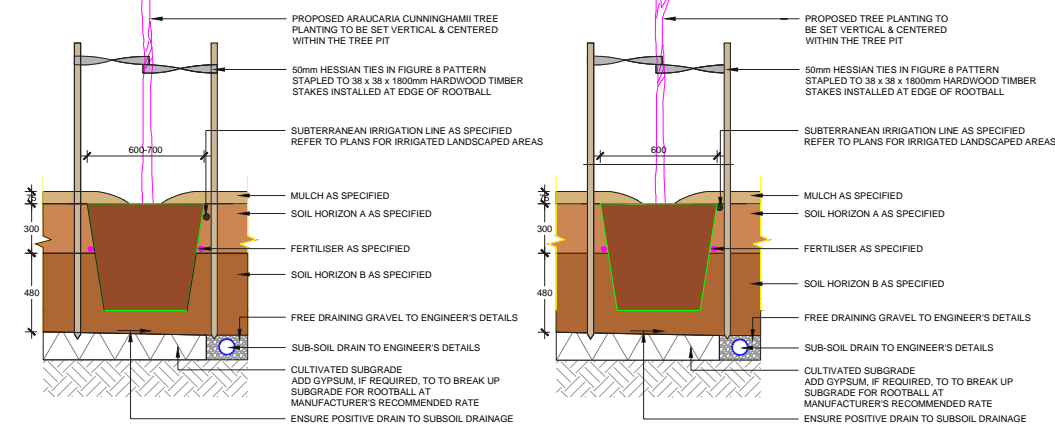 PROPOSED ARAUCARIA CUNNINGHAMII TREE
PLANTING TO BE SET VERTICAL & CENTERED
WITHIN THE TREE PIT
50mm HESSIAN TIES IN FIGURE 8 PATTERN
STAPLED TO 38 x 38 x 1800mm HARDWOOD TIMBER
STAKES INSTALLED AT EDGE OF ROOTBALL
SUBTERRANEAN IRRIGATION LINE AS SPECIFIED
REFER TO PLANS FOR IRRIGATED LANDSCAPED AREAS
600-700
MULCH AS SPECIFIED
75
SOIL HORIZON A AS SPECIFIED
300
FERTILISER AS SPECIFIED
SOIL HORIZON B AS SPECIFIED
480
FREE DRAINING GRAVEL TO ENGINEER'S DETAILS
SUB-SOIL DRAIN TO ENGINEER'S DETAILS
CULTIVATED SUBGRADE
ADD GYPSUM, IF REQUIRED, TO TO BREAK UP
SUBGRADE FOR ROOTBALL AT
MANUFACTURER'S RECOMMENDED RATE
ENSURE POSITIVE DRAIN TO SUBSOIL DRAINAGE
PROPOSED TREE PLANTING TO
BE SET VERTICAL & CENTERED
WITHIN THE TREE PIT
50mm HESSIAN TIES IN FIGURE 8 PATTERN
STAPLED TO 38 x 38 x 1800mm HARDWOOD TIMBER
STAKES INSTALLED AT EDGE OF ROOTBALL
SUBTERRANEAN IRRIGATION LINE AS SPECIFIED
REFER TO PLANS FOR IRRIGATED LANDSCAPED AREAS
600
MULCH AS SPECIFIED
75
SOIL HORIZON A AS SPECIFIED
300
FERTILISER AS SPECIFIED
SOIL HORIZON B AS SPECIFIED
480
FREE DRAINING GRAVEL TO ENGINEER'S DETAILS
SUB-SOIL DRAIN TO ENGINEER'S DETAILS
CULTIVATED SUBGRADE
ADD GYPSUM, IF REQUIRED, TO TO BREAK UP
SUBGRADE FOR ROOTBALL AT
MANUFACTURER'S RECOMMENDED RATE
ENSURE POSITIVE DRAIN TO SUBSOIL DRAINAGE